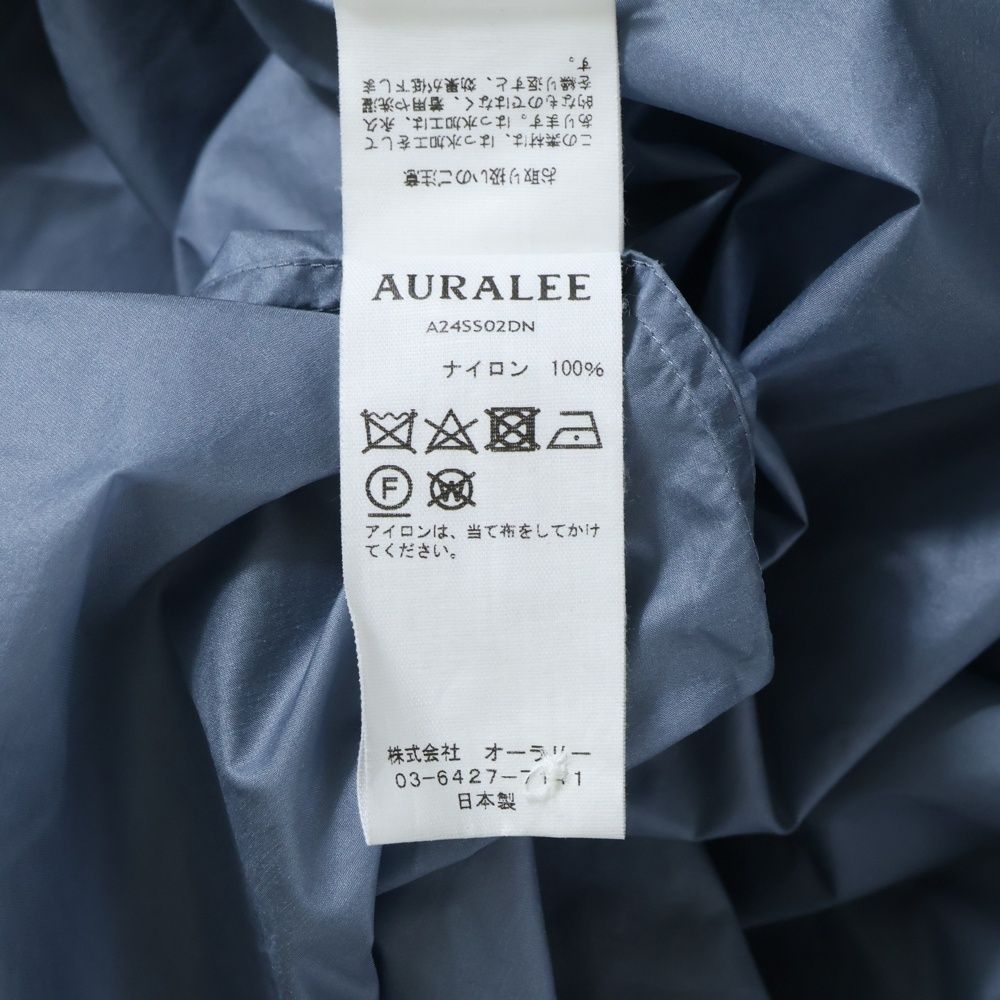 お取り扱いのご注意
この素材は、はっ水加工をして
あります。はっ水加工は、永久
的なものではなく、着用や洗濯
を繰り返すと、効果が低下しま
す。
AURALEE
A24SS02DN
ナイロン 100%
F
W
アイロンは、当て布をしてかけ
てください。
株式会社 オーラリー
日本製